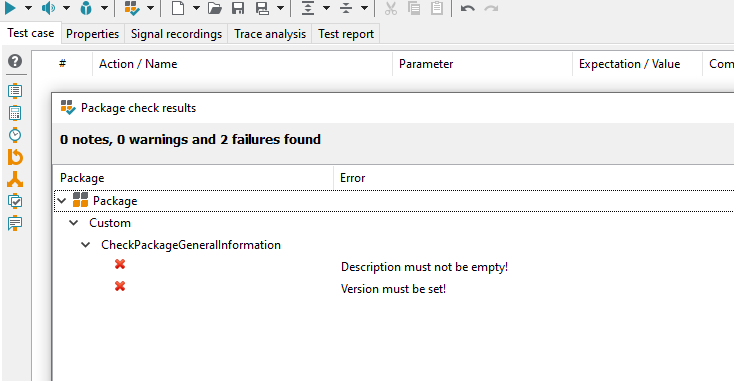 Test case Properties Signal recordings Trace analysis Test report
# Action / Name Parameter Expectation / Value Com
Package check results
0 notes, 0 warnings and 2 failures found
Package Error
Package
Custom
CheckPackageGeneralInformation
Description must not be empty!
Version must be set!